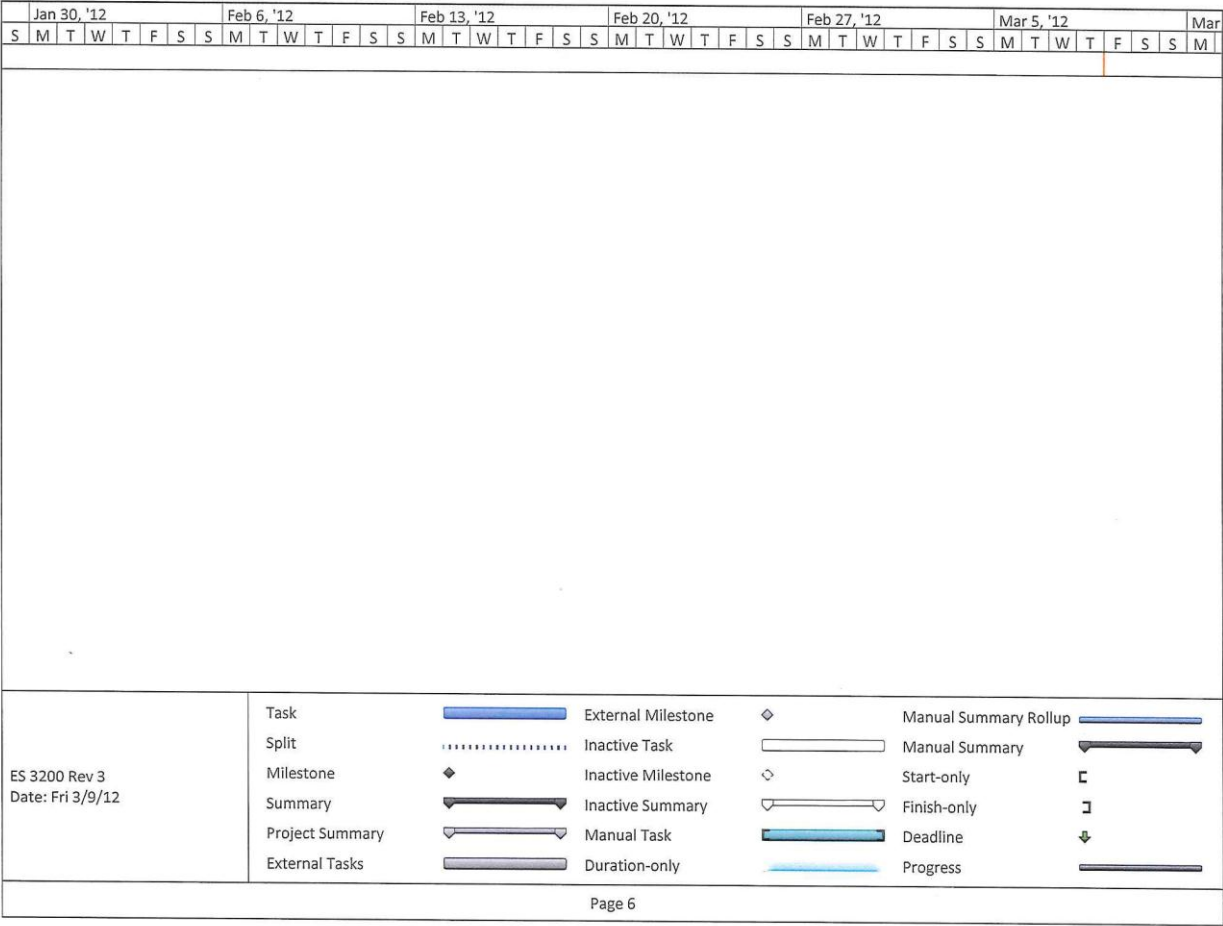 Jan 30, '12 Feb 6, '12 Feb 13, '12 Feb 20, '12 Feb 27, '12 Mar 5, '12 Mar
S M T W T F S S M T W T F S S M T W T F S S M T W T F S S M T W T F S S M T W T F S S M
Task External Milestone Manual Summary Rollup
Split Inactive Task Manual Summary
ES 3200 Rev 3 Milestone Inactive Milestone Start-only
Date: Fri 3/9/12 Summary Inactive Summary Finish-only
Project Summary Manual Task Deadline
External Tasks Duration-only Progress
Page 6